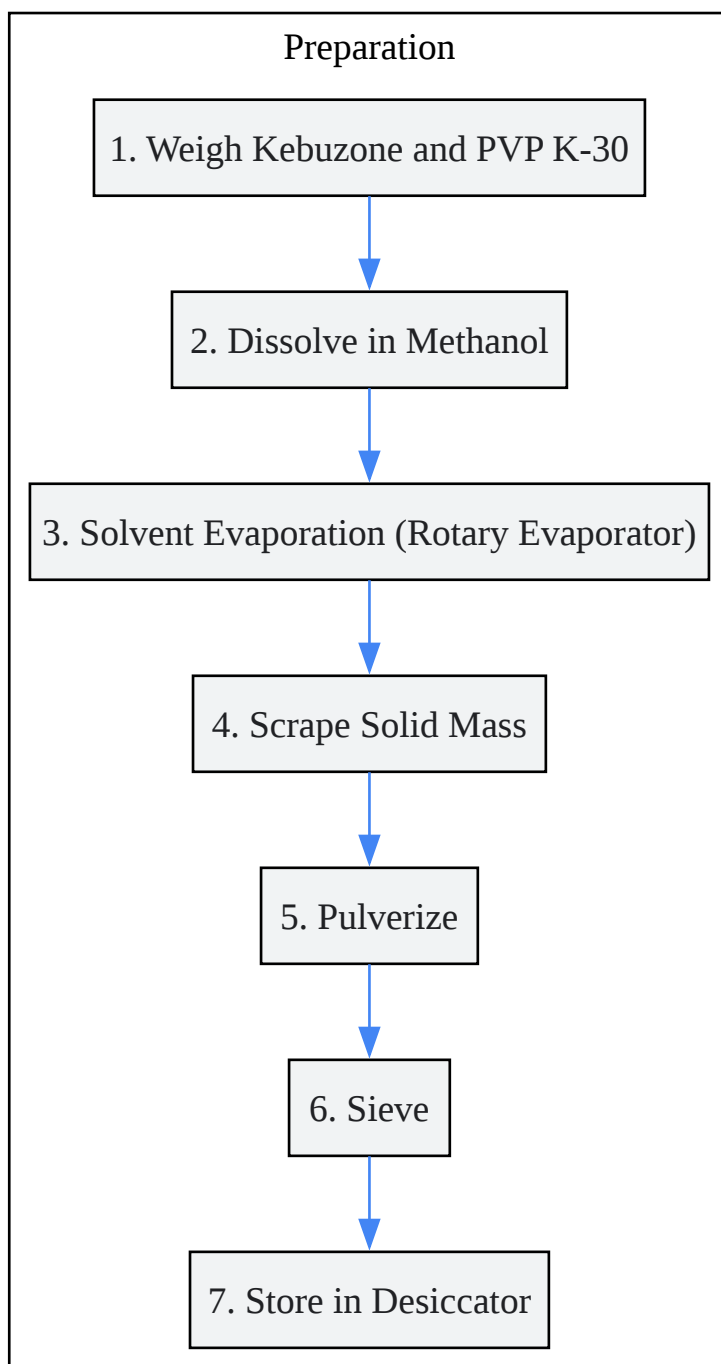 Preparation
1. Weigh Kebuzone and PVP K-30
2. Dissolve in Methanol
3. Solvent Evaporation (Rotary Evaporator)
4. Scrape Solid Mass
5. Pulverize
6. Sieve
7. Store in Desiccator